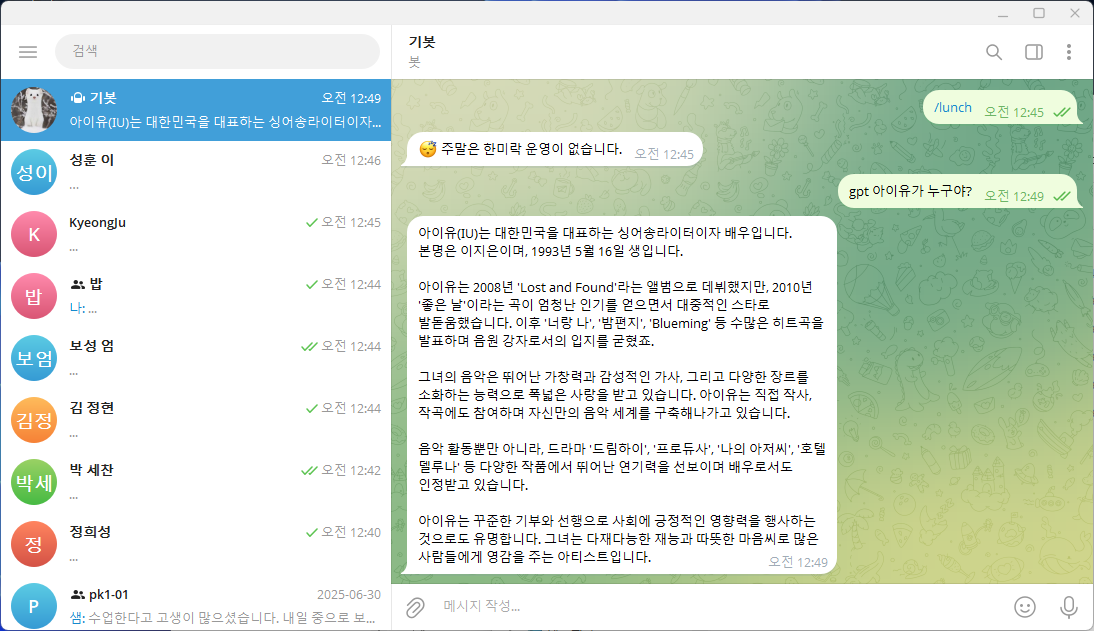 검색
기봇
오전 12:49
아이유(IU)는 대한민국을 대표하는 싱어송라이터이자...
성이
성훈 이
오전 12:46
...
K
KyeongJu
오전 12:45
...
밥
밥
오전 12:44
나: ...
보엄
보성 엄
오전 12:44
...
김정
김 정현
오전 12:44
...
박세
박 세찬
오전 12:42
...
정
정희성
오전 12:40
...
P
pk1-01
2025-06-30
샘: 수업한다고 고생이 많으셨습니다. 내일 중으로 보...
기봇
봇
/lunch
오전 12:45
😴 주말은 한미락 운영이 없습니다.
오전 12:45
gpt 아이유가 누구야?
오전 12:49
아이유(IU)는 대한민국을 대표하는 싱어송라이터이자 배우입니다.
본명은 이지은이며, 1993년 5월 16일 생입니다.
아이유는 2008년 'Lost and Found'라는 앨범으로 데뷔했지만, 2010년
'좋은 날'이라는 곡이 엄청난 인기를 얻으면서 대중적인 스타로
발돋움했습니다. 이후 '너랑 나', '밤편지', 'Blueming' 등 수많은 히트곡을
발표하며 음원 강자로서의 입지를 굳혔죠.
그녀의 음악은 뛰어난 가창력과 감성적인 가사, 그리고 다양한 장르를
소화하는 능력으로 폭넓은 사랑을 받고 있습니다. 아이유는 직접 작사,
작곡에도 참여하며 자신만의 음악 세계를 구축해나가고 있습니다.
음악 활동뿐만 아니라, 드라마 '드림하이', '프로듀사', '나의 아저씨', '호텔
델루나' 등 다양한 작품에서 뛰어난 연기력을 선보이며 배우로서도
인정받고 있습니다.
아이유는 꾸준한 기부와 선행으로 사회에 긍정적인 영향력을 행사하는
것으로도 유명합니다. 그녀는 다재다능한 재능과 따뜻한 마음씨로 많은
사람들에게 영감을 주는 아티스트입니다.
오전 12:49
메시지 작성...